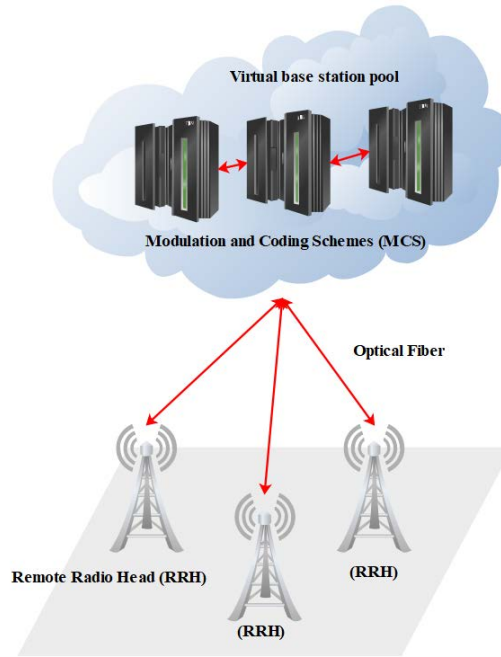 Virtual base station pool
Modulation and Coding Schemes (MCS)
Optical Fiber
Remote Radio Head (RRH)
(RRH)
(RRH)